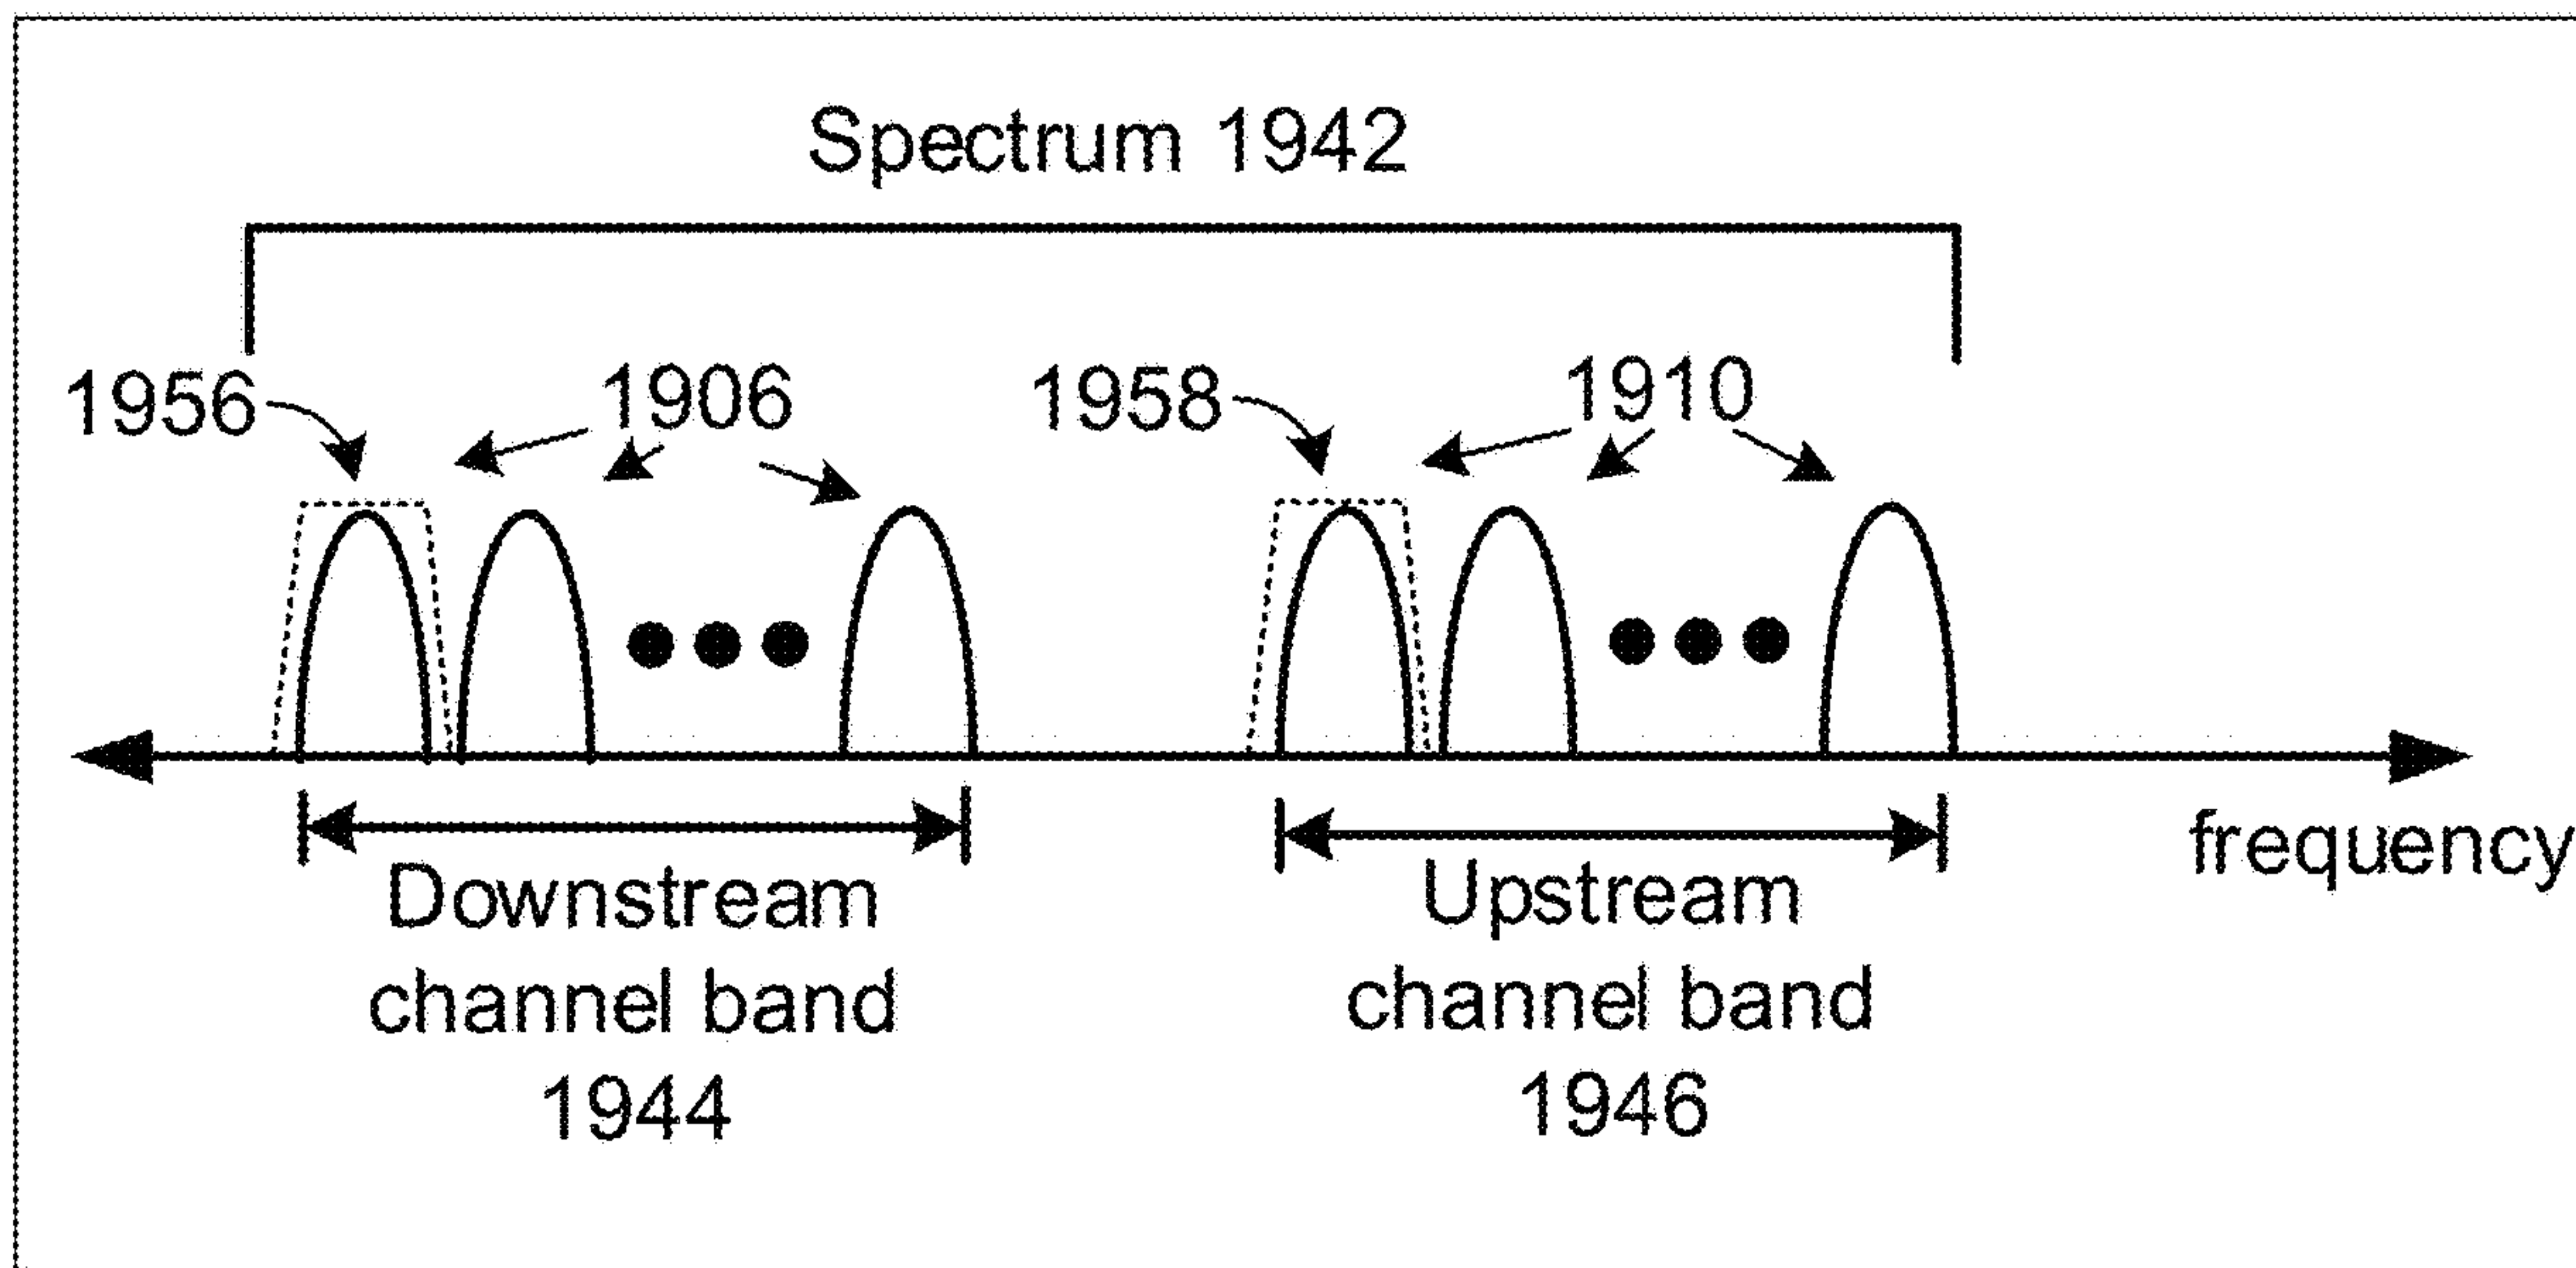 Spectrum 1942
1956
1906
1958
1910
frequency
Downstream
channel band
1944
Upstream
channel band
1946